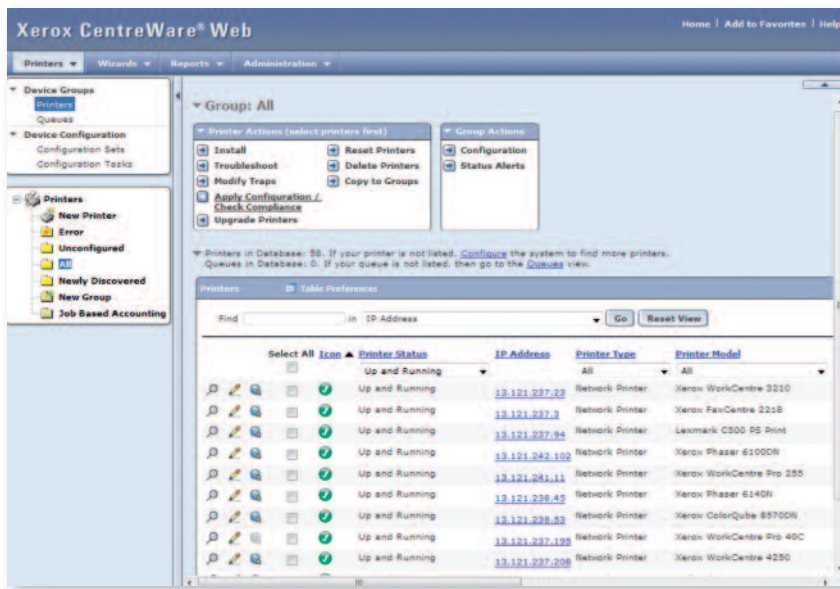 Xerox CentreWare® Web
Home | Add to Favorites | Help
Printers Wizards Reports Administration
Device Groups
Printers
Queues
Device Configuration
Configuration Sets
Configuration Tasks
Printers
New Printer
Error
Unconfigured
All
Newly Discovered
New Group
Job Based Accounting
Group: All
Printer Actions (select printers first)
Install
Troubleshoot
Modify Traps
Apply Configuration /
Check Compliance
Upgrade Printers
Reset Printers
Delete Printers
Copy to Groups
Group Actions
Configuration
Status Alerts
Printers in Database: 58. If your printer is not listed. Configure the system to find more printers.
Queues in Database: 0. If your queue is not listed. then go to the Queues view.
Printers Table Preferences
Find in IP Address Go Reset View
Select All Icon Printer Status IP Address Printer Type Printer Model
Up and Running All All
Up and Running 13.121.237.23 Network Printer Xerox WorkCentre 3210
Up and Running 13.121.237.3 Network Printer Xerox FaxCentre 2218
Up and Running 13.121.237.94 Network Printer Lexmark C500 PS Print
Up and Running 13.121.242.102 Network Printer Xerox Phaser 6100DN
Up and Running 13.121.241.11 Network Printer Xerox WorkCentre Pro 255
Up and Running 13.121.238.45 Network Printer Xerox Phaser 6140N
Up and Running 13.121.238.53 Network Printer Xerox ColorQube 8570DN
Up and Running 13.121.237.195 Network Printer Xerox WorkCentre Pro 40C
Up and Running 13.121.237.208 Network Printer Xerox WorkCentre 4250